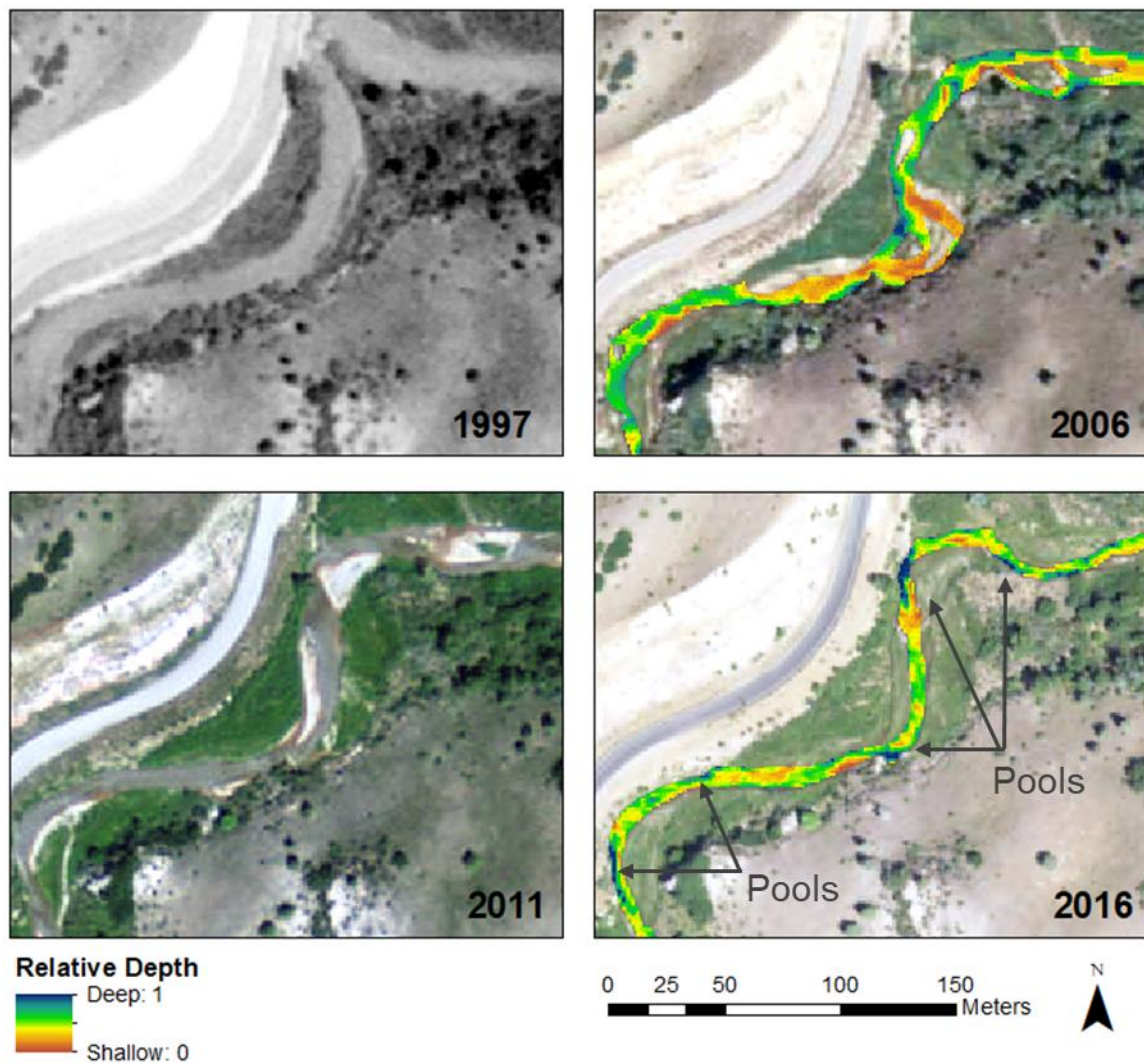 1997
2006
2011
Pools
Pools
2016
Relative Depth
Deep: 1
Shallow: 0
0 25 50 100 150
Meters
N